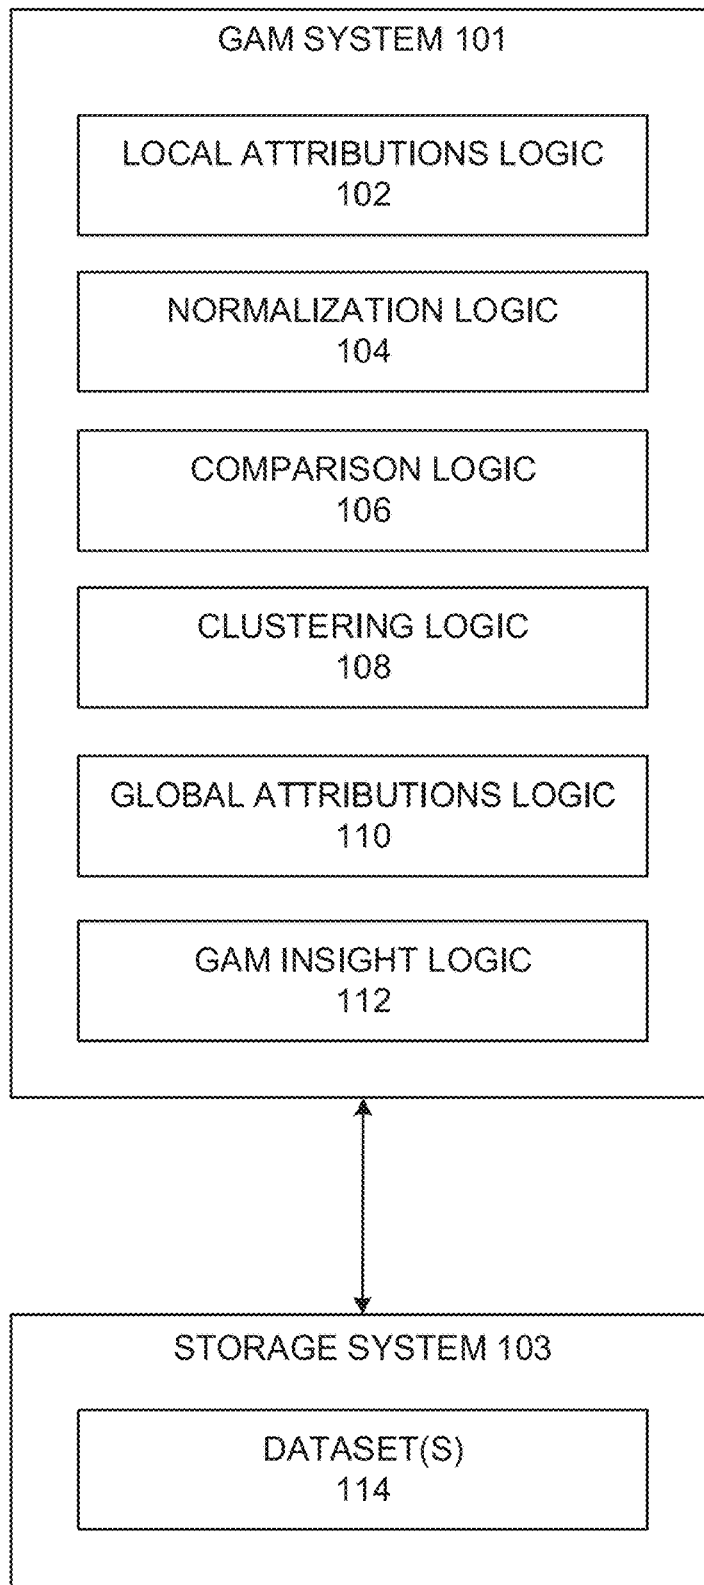 GAM SYSTEM 101
LOCAL ATTRIBUTIONS LOGIC
102
NORMALIZATION LOGIC
104
COMPARISON LOGIC
106
CLUSTERING LOGIC
108
GLOBAL ATTRIBUTIONS LOGIC
110
GAM INSIGHT LOGIC
112
STORAGE SYSTEM 103
DATASET(S)
114